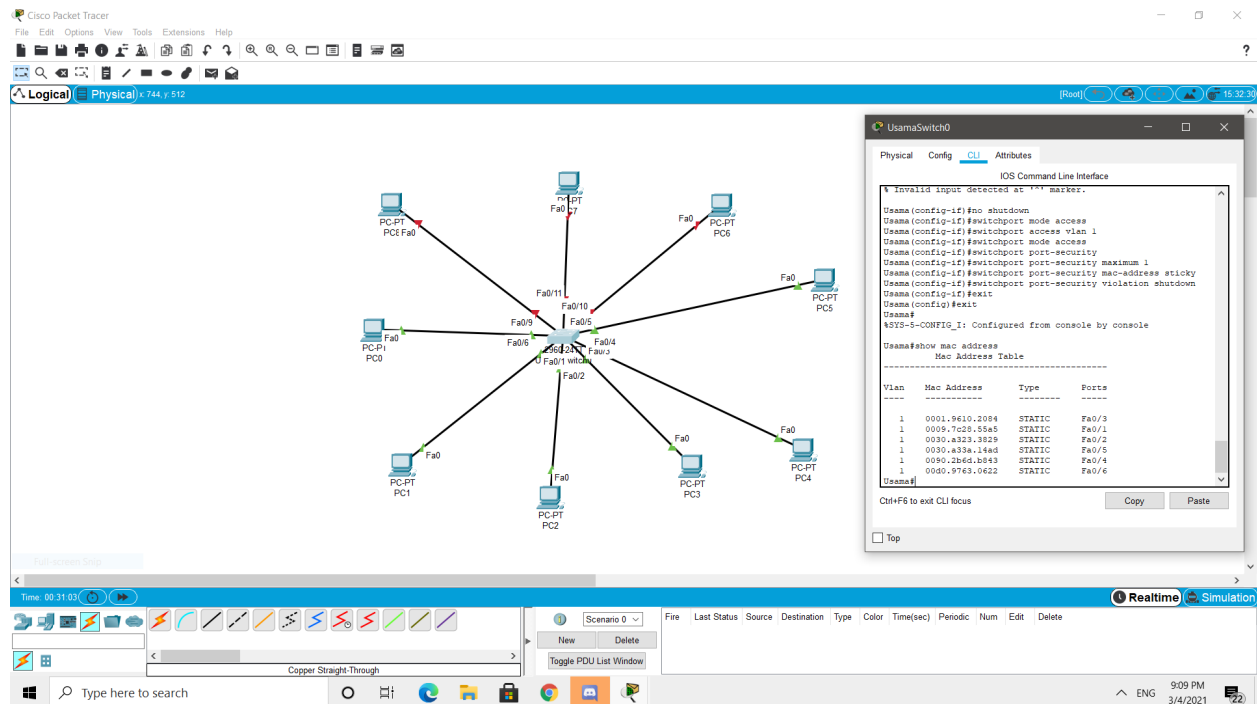 Cisco Packet Tracer
File Edit Options View Tools Extensions Help
?
Logical Physical x: 744, y: 512 [Root] 15:32:30
UsamaSwitch0
Physical Config CLI Attributes
IOS Command Line Interface
% Invalid input detected at '^' marker.
Usama(config-if)#no shutdown
Usama(config-if)#switchport mode access
Usama(config-if)#switchport access vlan 1
Usama(config-if)#switchport mode access
Usama(config-if)#switchport port-security
Usama(config-if)#switchport port-security maximum 1
Usama(config-if)#switchport port-security mac-address sticky
Usama(config-if)#switchport port-security violation shutdown
Usama(config-if)#exit
Usama(config)#exit
Usama#
%SYS-5-CONFIG_I: Configured from console by console
Usama#show mac address
Mac Address Table
-------------------------------------------
Vlan Mac Address Type Ports
---- ----------- -------- -----
1 0001.9610.2084 STATIC Fa0/3
1 0009.7c28.55a5 STATIC Fa0/1
1 0030.a323.3829 STATIC Fa0/2
1 0030.a33a.14ad STATIC Fa0/5
1 0090.2b6d.b843 STATIC Fa0/4
1 00d0.9763.0622 STATIC Fa0/6
Usama#
Ctrl+F6 to exit CLI focus Copy Paste
Top
Fa0
PC-PT
Fa0
PC-PT
PC6
Fa0
PC-PT
Fa0
PC-PT
PC5
Fa0/11
Fa0/10
Fa0/9 Fa0/5
Fa0
PC0
Fa0/6 Fa0/4
Fa0/1
Fa0/2
Fa0
PC-PT
PC1
Fa0
PC-PT
PC2
Fa0
PC-PT
PC3
Fa0
PC-PT
PC4
Full-screen Snip
Time: 00:31:03 Realtime Simulation
Scenario 0
New Delete
Toggle PDU List Window
Fire Last Status Source Destination Type Color Time(sec) Periodic Num Edit Delete
Copper Straight-Through
Type here to search
ENG
9:09 PM
3/4/2021
22